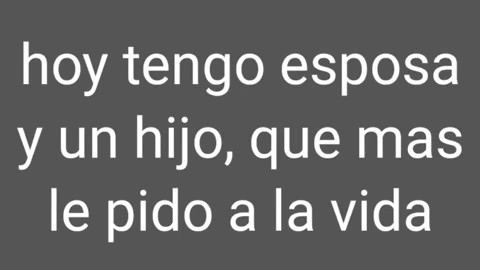 hoy tengo esposa
y un hijo, que mas
le pido a la vida